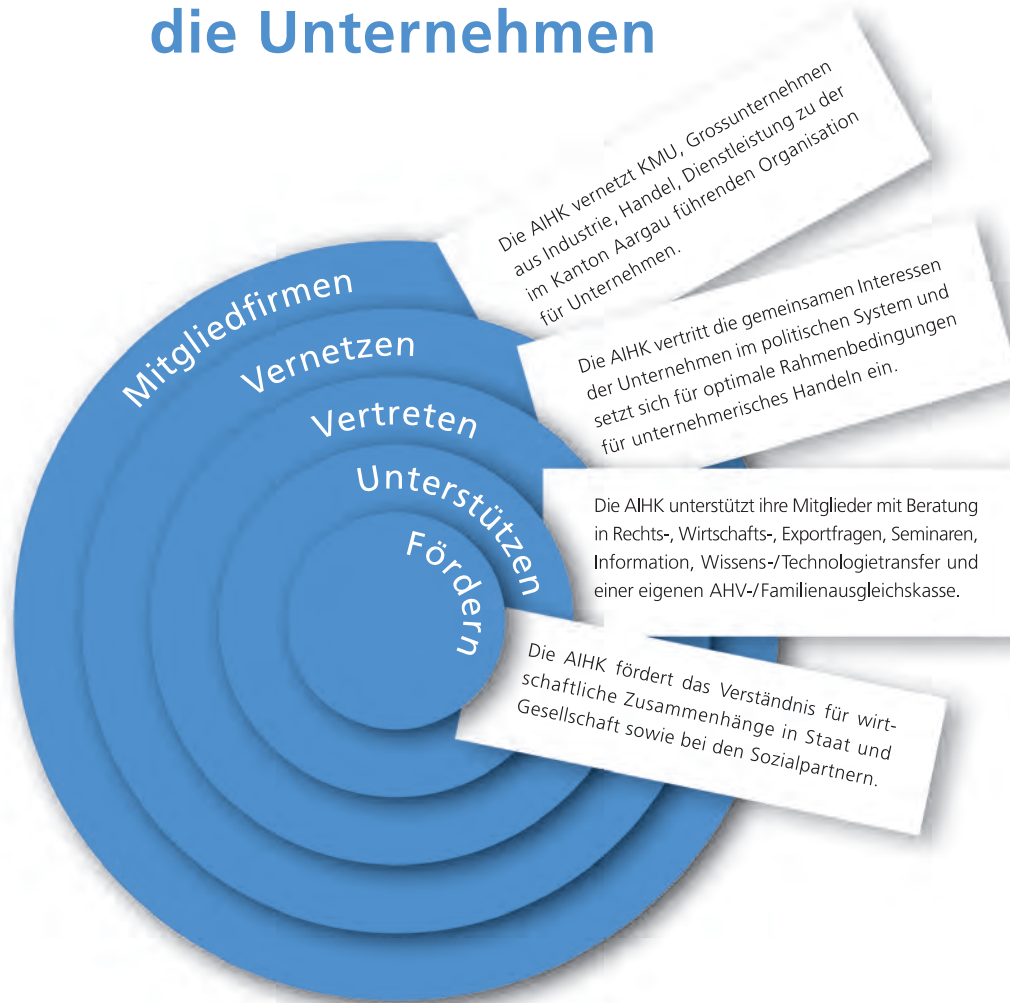 die Unternehmen
Die AIHK vernetzt KMU, Grossunternehmen
aus Industrie, Handel, Dienstleistung zu der
im Kanton Aargau führenden Organisation
für Unternehmen.
Die AIHK vertritt die gemeinsamen Interessen
der Unternehmen im politischen System und
setzt sich für optimale Rahmenbedingungen
für unternehmerisches Handeln ein.
Die AIHK unterstützt ihre Mitglieder mit Beratung
in Rechts-, Wirtschafts-, Exportfragen, Seminaren,
Information, Wissens-/Technologietransfer und
einer eigenen AHV-/Familienausgleichskasse.
Die AIHK fördert das Verständnis für wirt-
schaftliche Zusammenhänge in Staat und
Gesellschaft sowie bei den Sozialpartnern.
Mitgliedfirmen
Vernetzen
Vertreten
Unterstützen
Fördern